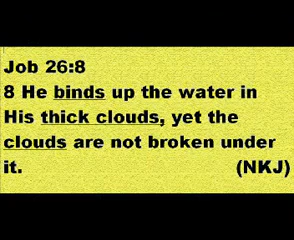 Job 26:8
8 He binds up the water in
His thick clouds, yet the
clouds are not broken under
it. (NKJ)